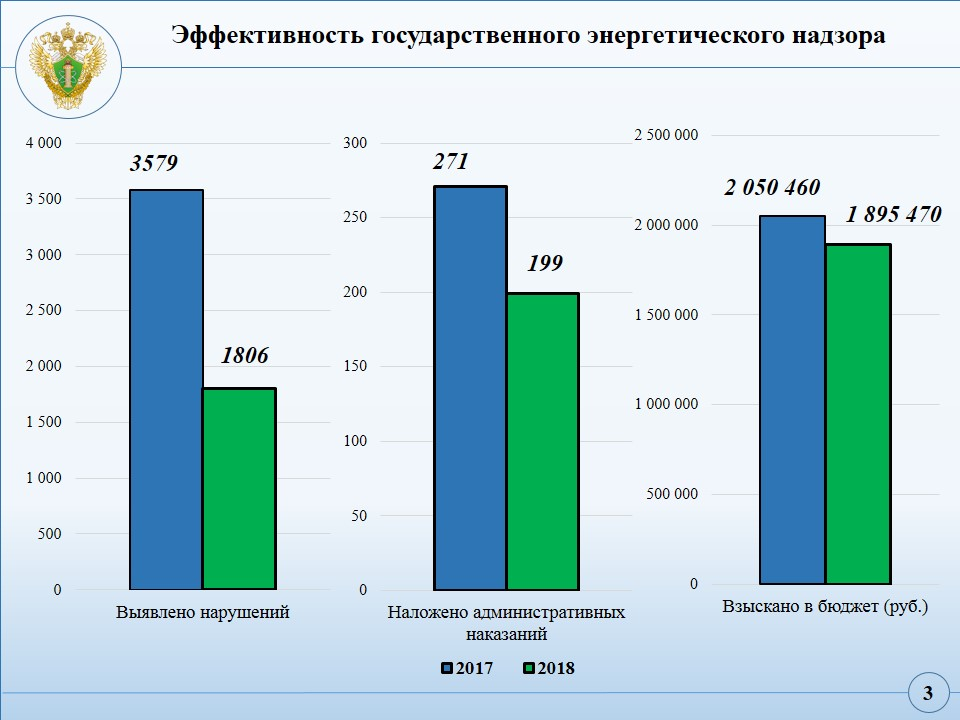 Эффективность государственного энергетического надзора
4 000
3 500
3 000
2 500
2 000
1 500
1 000
500
0
3579
1806
Выявлено нарушений
300
250
200
150
100
50
0
271
199
Наложено административных
наказаний
2 500 000
2 000 000
1 500 000
1 000 000
500 000
0
2 050 460
1 895 470
Взыскано в бюджет (руб.)
2017 2018
3